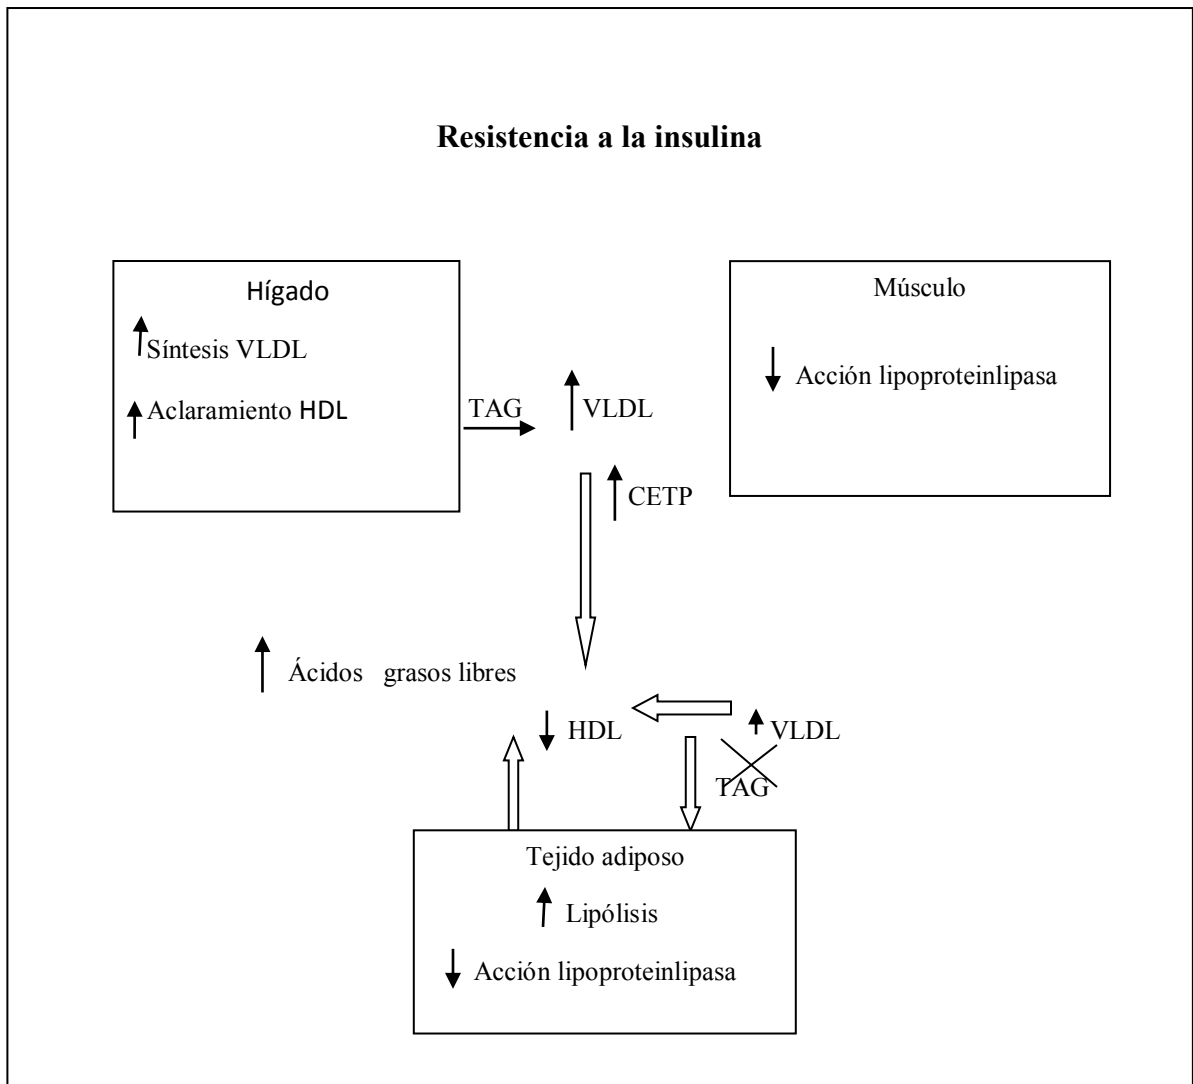 Resistencia a la insulina
Hígado
Síntesis VLDL
Aclaramiento HDL
TAG
VLDL
CETP
Músculo
Acción lipoproteinlipasa
Ácidos grasos libres
HDL
VLDL
TAG
Tejido adiposo
Lipólisis
Acción lipoproteinlipasa